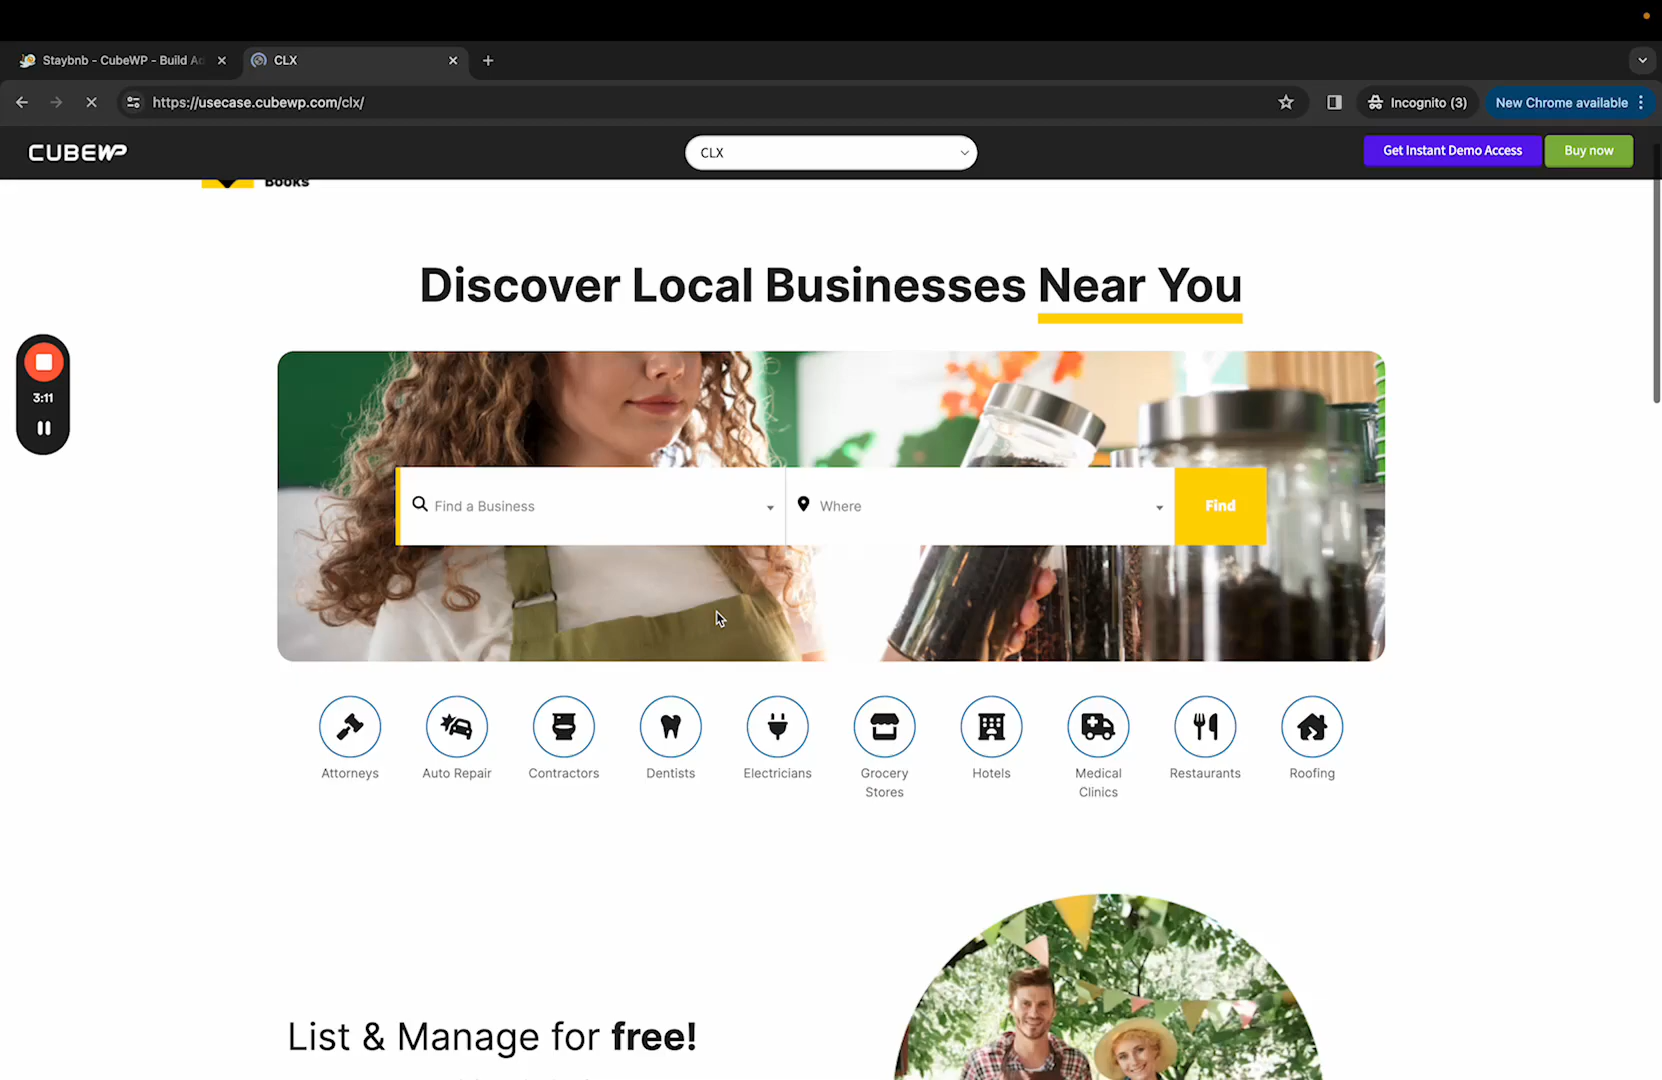 Staybnb - CubeWP - Build Ad
CLX
https://usecase.cubewp.com/clx/
Incognito (3)
New Chrome available
CUBEWP
CLX
Get Instant Demo Access
Buy now
Books
Discover Local Businesses Near You
3:11
Find a Business
Where
Find
Attorneys
Auto Repair
Contractors
Dentists
Electricians
Grocery
Stores
Hotels
Medical
Clinics
Restaurants
Roofing
List & Manage for free!